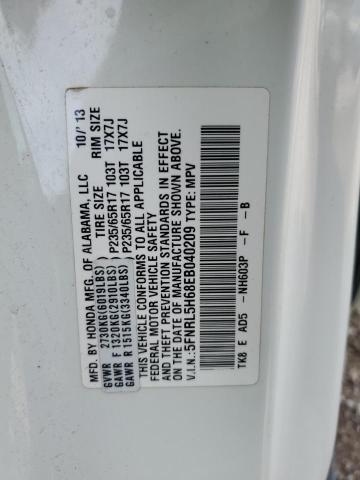 MFD. BY HONDA MFG. OF ALABAMA, LLC 10/'13
TIRE SIZE RIM SIZE
GVWR 2730KG(6019LBS)
GAWR F 1320KG(2910LBS) P235/65R17 103T 17X7J
GAWR R 1515KG(3340LBS) P235/65R17 103T 17X7J
THIS VEHICLE CONFORMS TO ALL APPLICABLE
FEDERAL MOTOR VEHICLE SAFETY
AND THEFT PREVENTION STANDARDS IN EFFECT
ON THE DATE OF MANUFACTURE SHOWN ABOVE.
V.I.N.: 5FNRL5H68EB040209 TYPE: MPV
TK8 E AD5 -NH603P - F - B